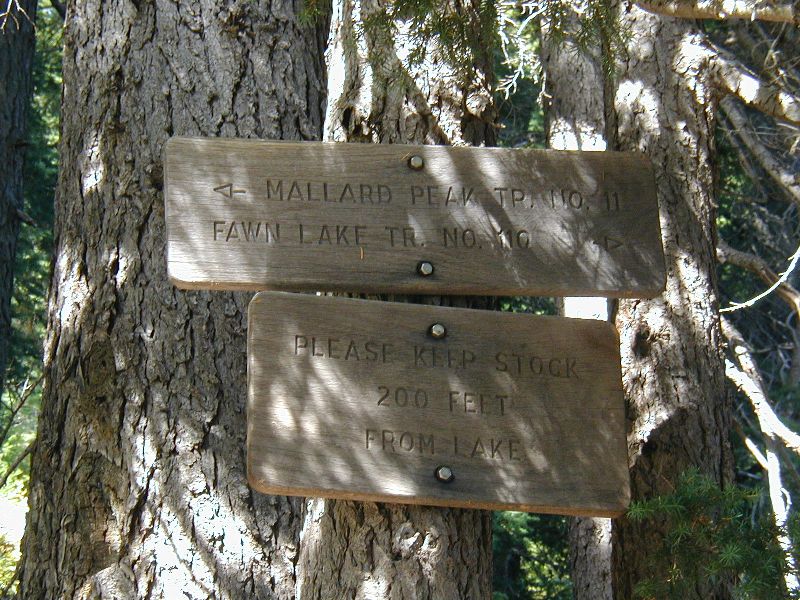 ← MALLARD PEAK TR. NO. 11
FAWN LAKE TR. NO. 110 →
PLEASE KEEP STOCK
200 FEET
FROM LAKE